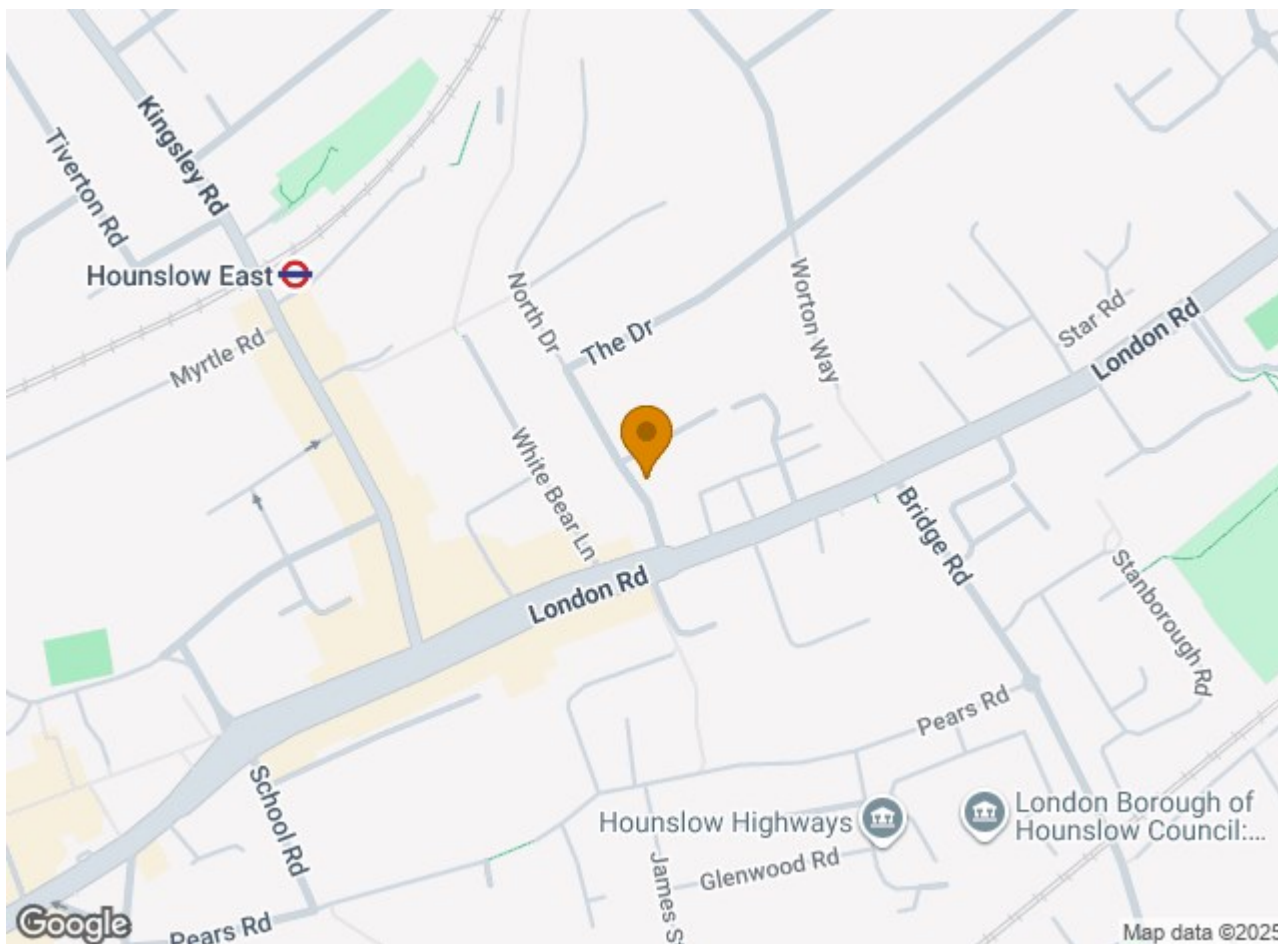 Kingsley Rd
Tiverton Rd
Hounslow East
Myrtle Rd
North Dr
The Dr
Worton Way
Star Rd
London Rd
White Bear Ln
Bridge Rd
London Rd
Stanborough Rd
Pears Rd
School Rd
Hounslow Highways
London Borough of
Hounslow Council:...
Glenwood Rd
James S
Pears Rd
Google
Map data ©2025